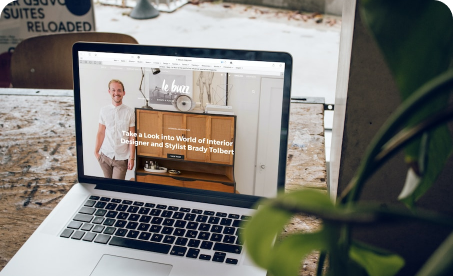 SUITES
RELOADED
le buzz
Take a Look into World of Interior
Designer and Stylist Brady Tolbert